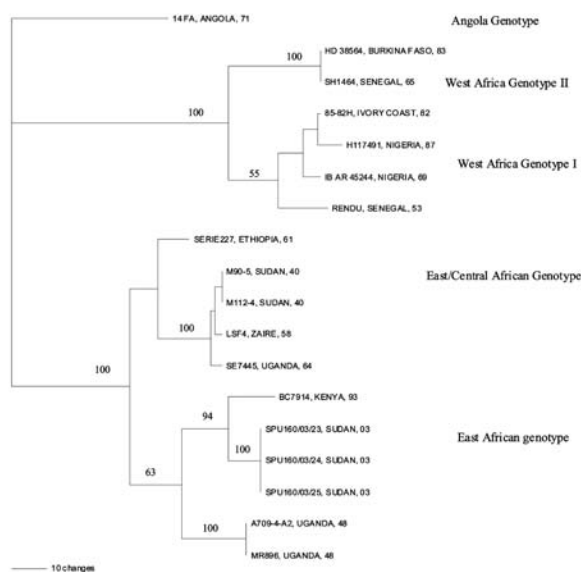 14 FA, ANGOLA, 71
Angola Genotype
HD 38564, BURKINA FASO, 83
100
SH1464, SENEGAL, 65
West Africa Genotype II
100
85-82H, IVORY COAST, 82
H117491, NIGERIA, 87
West Africa Genotype I
55
IB AR 45244, NIGERIA, 69
RENDU, SENEGAL, 53
SERIE227, ETHIOPIA, 61
M90-5, SUDAN, 40
East/Central African Genotype
M112-4, SUDAN, 40
100
LSF4, ZAIRE, 58
SE7445, UGANDA, 64
100
BC7914, KENYA, 93
94
SPU160/03/23, SUDAN, 03
East African genotype
100
SPU160/03/24, SUDAN, 03
63
SPU160/03/25, SUDAN, 03
A709-4-A2, UGANDA, 48
100
MR896, UGANDA, 48
10 changes